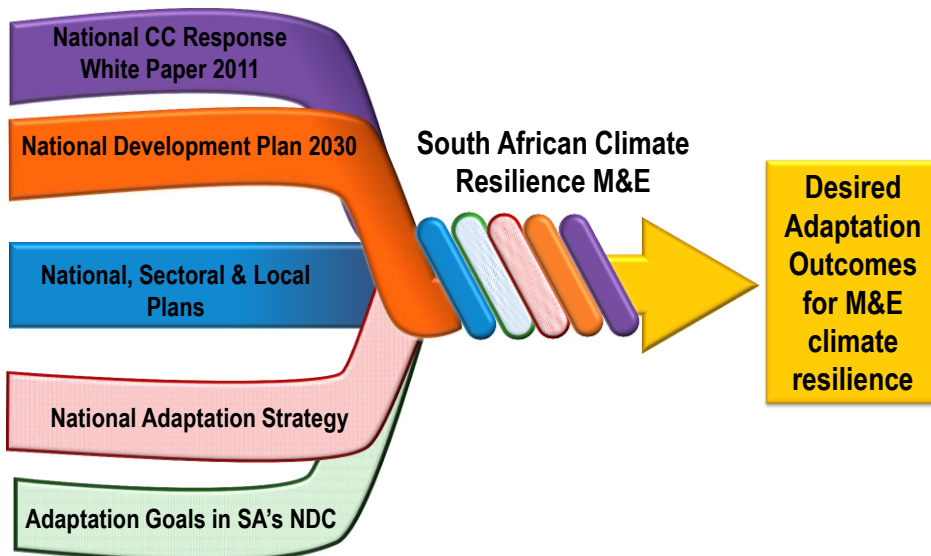 National CC Response
White Paper 2011
National Development Plan 2030
National, Sectoral & Local
Plans
National Adaptation Strategy
Adaptation Goals in SA's NDC
South African Climate
Resilience M&E
Desired
Adaptation
Outcomes
for M&E
climate
resilience